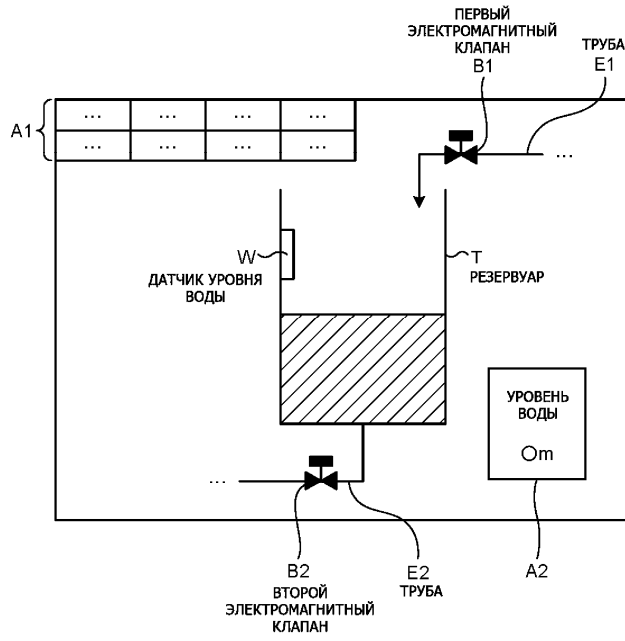 ПЕРВЫЙ
ЭЛЕКТРОМАГНИТНЫЙ
КЛАПАН
B1
ТРУБА
E1
A1
... ... ... ...
... ... ... ...
...
W
ДАТЧИК УРОВНЯ
ВОДЫ
T
РЕЗЕРВУАР
УРОВЕНЬ
ВОДЫ
Om
...
B2
ВТОРОЙ
ЭЛЕКТРОМАГНИТНЫЙ
КЛАПАН
E2
ТРУБА
A2